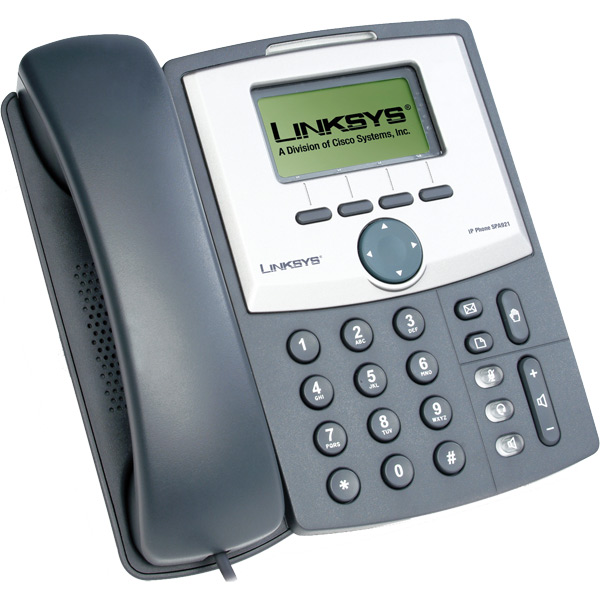 LINKSYS®
A Division of Cisco Systems, Inc.
IP Phone SPA921
LINKSYS®
1
2
ABC
3
DEF
4
GHI
5
JKL
6
MNO
7
PQRS
8
TUV
9
WXYZ
*
0
#
+
−